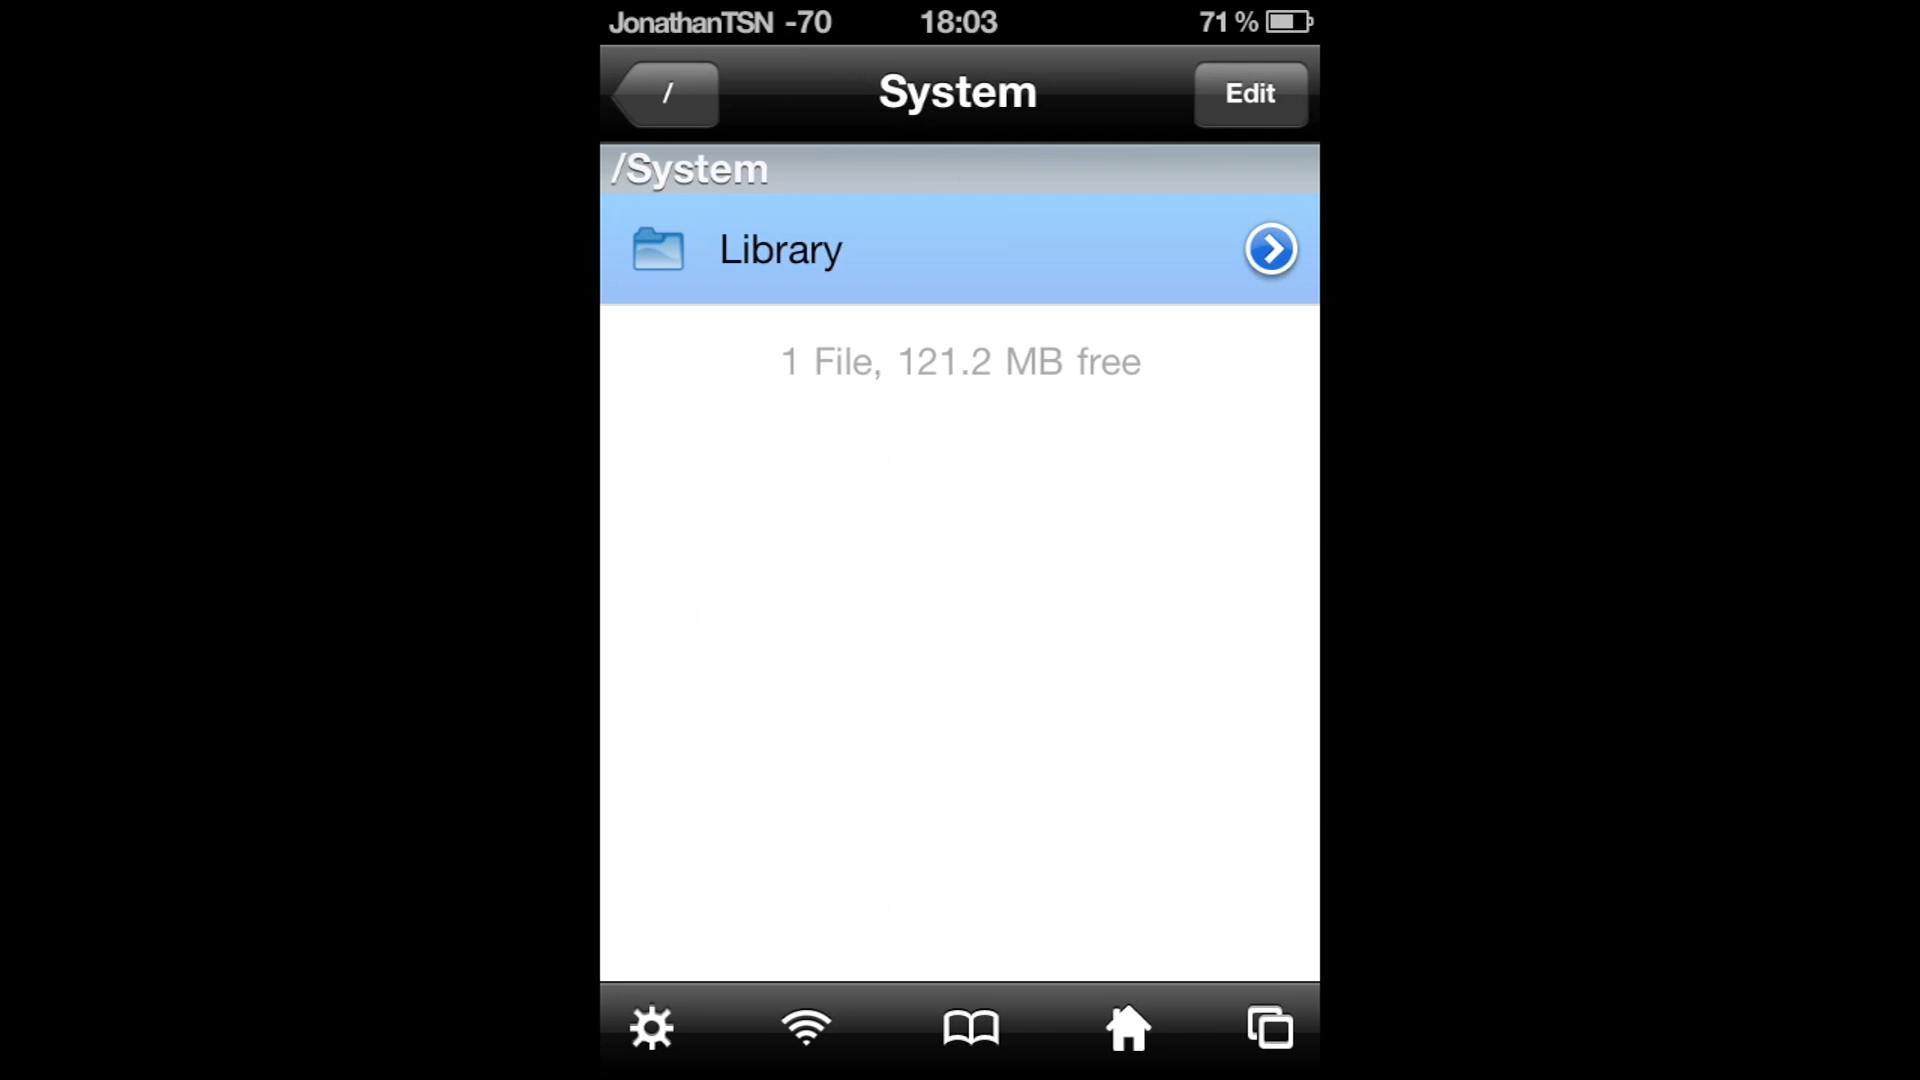 JonathanTSN -70 18:03 71 %
/ System Edit
/System
Library
1 File, 121.2 MB free